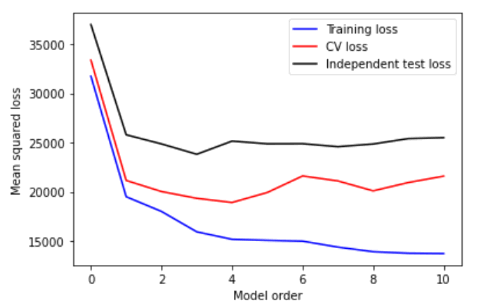 Training loss
CV loss
Independent test loss
Mean squared loss
35000
30000
25000
20000
15000
0
2
4
6
8
10
Model order